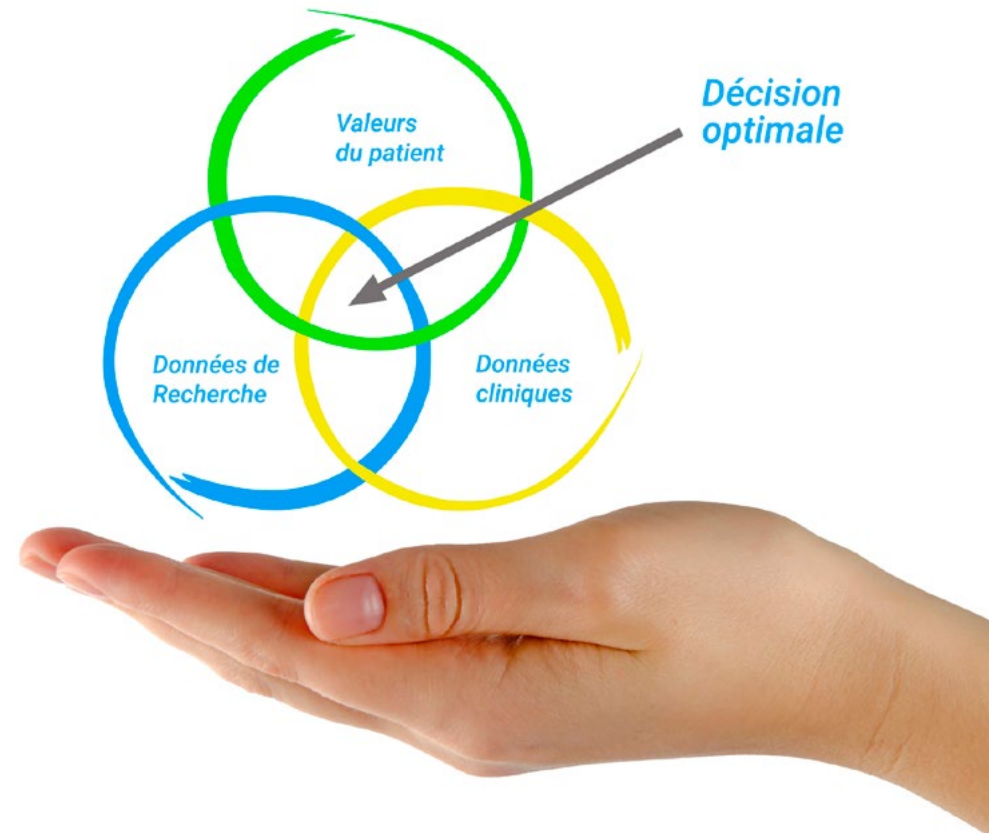 Valeurs
du patient
Décision
optimale
Données de
Recherche
Données
cliniques